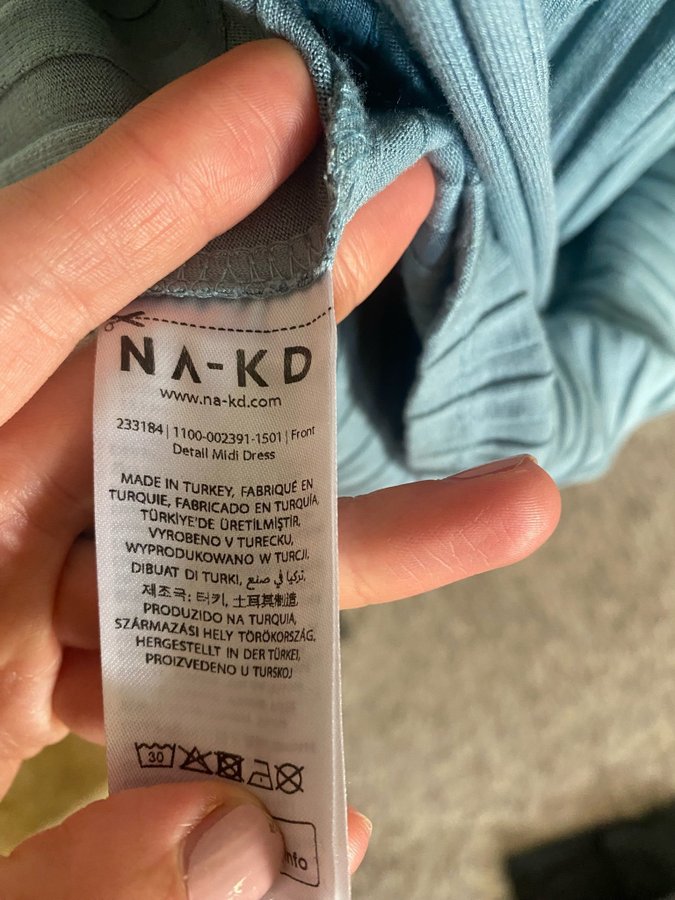 NA-KD
www.na-kd.com
233184 | 1100-002391-1501 | Front
Detail Midi Dress
MADE IN TURKEY, FABRIQUÉ EN
TURQUIE, FABRICADO EN TURQUÍA,
TÜRKİYE'DE ÜRETİLMİŞTİR,
VYROBENO V TURECKU,
WYPRODUKOWANO W TURCJI,
DIBUAT DI TURKI, تركيا في صنع,
제조국: 터키, 土耳其制造,
PRODUZIDO NA TURQUIA,
SZÁRMAZÁSI HELY TÖRÖKORSZÁG,
HERGESTELLT IN DER TÜRKEI,
PROIZVEDENO U TURSKOJ
30
info